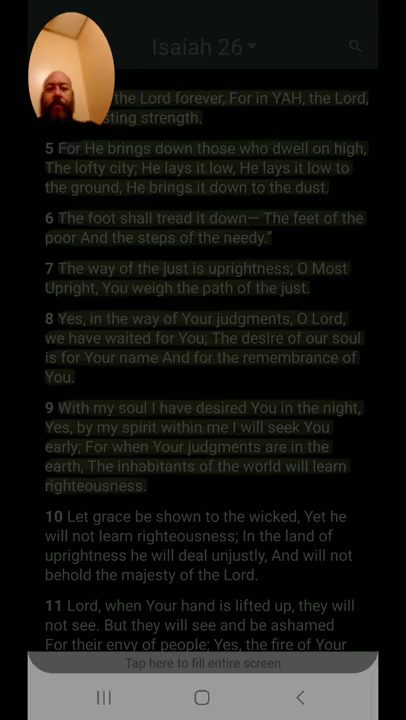 Isaiah 26
the Lord forever, For in YAH, the Lord,
sting strength.
5 For He brings down those who dwell on high,
The lofty city; He lays it low, He lays it low to
the ground, He brings it down to the dust.
6 The foot shall tread it down— The feet of the
poor And the steps of the needy."
7 The way of the just is uprightness; O Most
Upright, You weigh the path of the just.
8 Yes, in the way of Your judgments, O Lord,
we have waited for You; The desire of our soul
is for Your name And for the remembrance of
You.
9 With my soul I have desired You in the night,
Yes, by my spirit within me I will seek You
early; For when Your judgments are in the
earth, The inhabitants of the world will learn
righteousness.
10 Let grace be shown to the wicked, Yet he
will not learn righteousness; In the land of
uprightness he will deal unjustly, And will not
behold the majesty of the Lord.
11 Lord, when Your hand is lifted up, they will
not see. But they will see and be ashamed
For their envy of people; Yes, the fire of Your
Tap here to fill entire screen